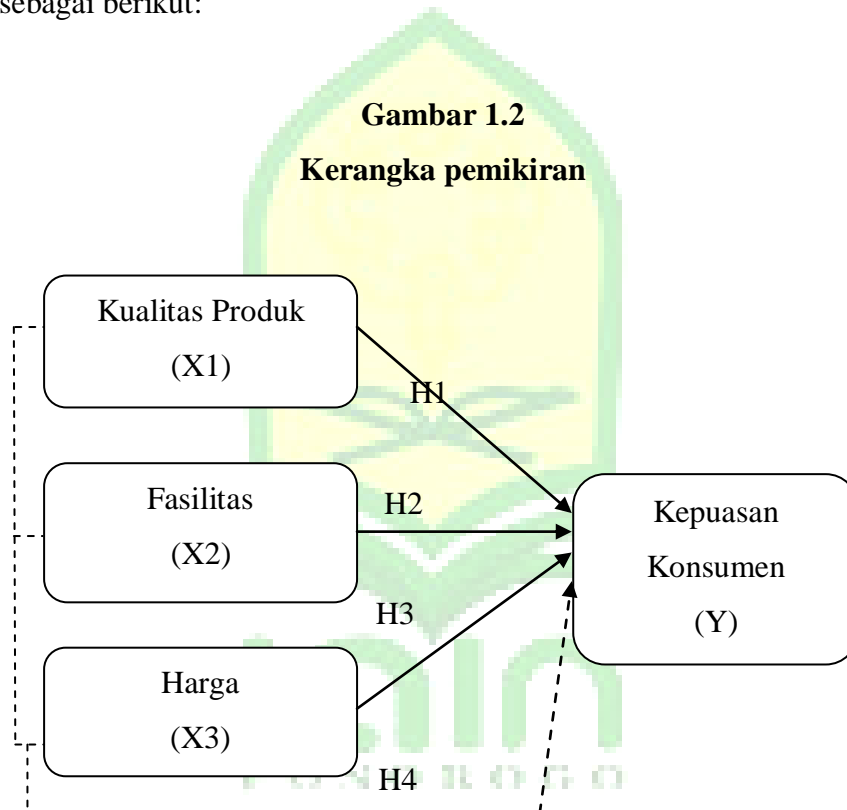 sebagai berikut:
Gambar 1.2
Kerangka pemikiran
Kualitas Produk
(X1)
H1
Fasilitas
(X2)
H2
Kepuasan
Konsumen
(Y)
H3
Harga
(X3)
H4